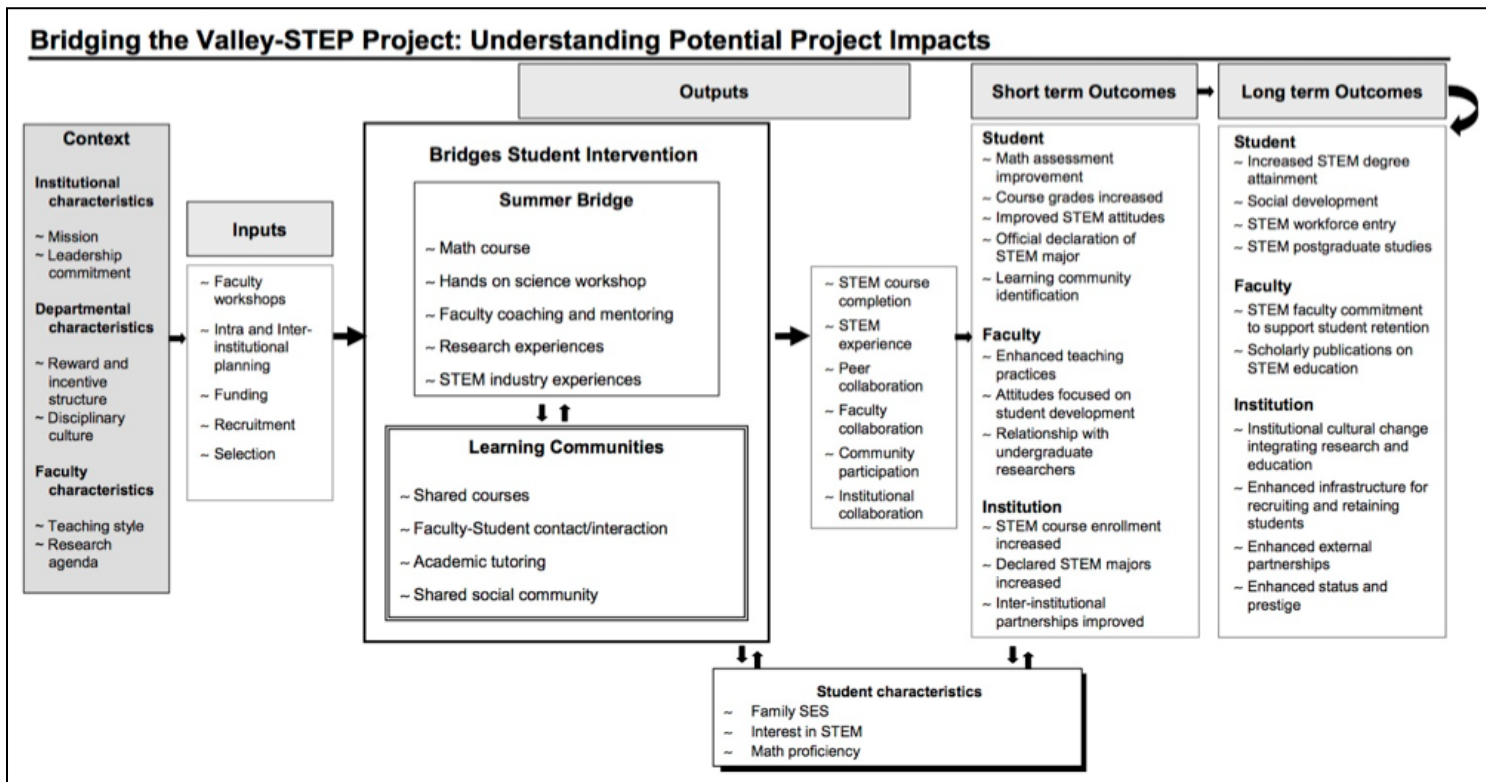 Bridging the Valley-STEP Project: Understanding Potential Project Impacts
Context
Institutional
characteristics
~ Mission
~ Leadership
commitment
Departmental
characteristics
~ Reward and
incentive
structure
~ Disciplinary
culture
Faculty
characteristics
~ Teaching style
~ Research
agenda
Inputs
~ Faculty
workshops
~ Intra and Inter-
institutional
planning
~ Funding
~ Recruitment
~ Selection
Outputs
Bridges Student Intervention
Summer Bridge
~ Math course
~ Hands on science workshop
~ Faculty coaching and mentoring
~ Research experiences
~ STEM industry experiences
Learning Communities
~ Shared courses
~ Faculty-Student contact/interaction
~ Academic tutoring
~ Shared social community
~ STEM course
completion
~ STEM
experience
~ Peer
collaboration
~ Faculty
collaboration
~ Community
participation
~ Institutional
collaboration
Short term Outcomes
Student
~ Math assessment
improvement
~ Course grades increased
~ Improved STEM attitudes
~ Official declaration of
STEM major
~ Learning community
identification
Faculty
~ Enhanced teaching
practices
~ Attitudes focused on
student development
~ Relationship with
undergraduate
researchers
Institution
~ STEM course enrollment
increased
~ Declared STEM majors
increased
~ Inter-institutional
partnerships improved
Long term Outcomes
Student
~ Increased STEM degree
attainment
~ Social development
~ STEM workforce entry
~ STEM postgraduate studies
Faculty
~ STEM faculty commitment
to support student retention
~ Scholarly publications on
STEM education
Institution
~ Institutional cultural change
integrating research and
education
~ Enhanced infrastructure for
recruiting and retaining
students
~ Enhanced external
partnerships
~ Enhanced status and
prestige
Student characteristics
~ Family SES
~ Interest in STEM
~ Math proficiency